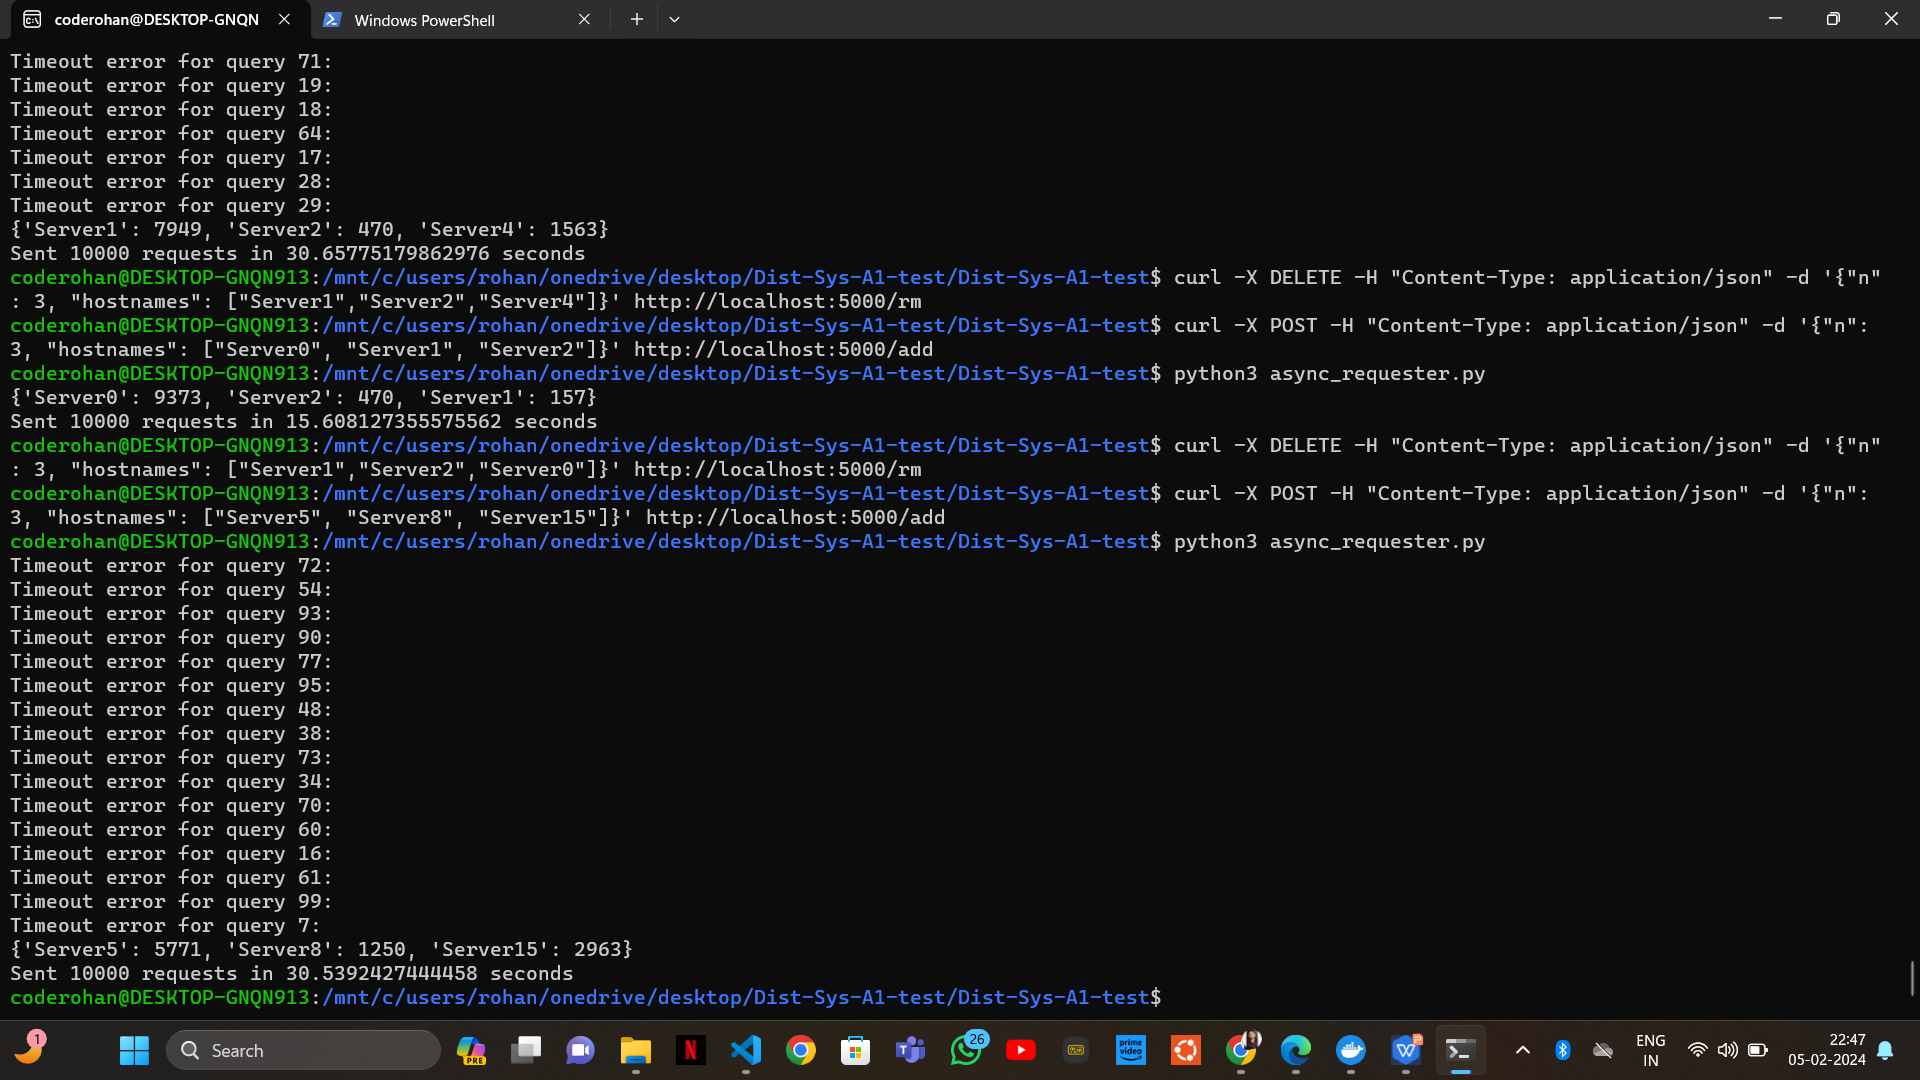 coderohan@DESKTOP-GNQN
Windows PowerShell
Timeout error for query 71:
Timeout error for query 19:
Timeout error for query 18:
Timeout error for query 64:
Timeout error for query 17:
Timeout error for query 28:
Timeout error for query 29:
{'Server1': 7949, 'Server2': 470, 'Server4': 1563}
Sent 10000 requests in 30.65775179862976 seconds
coderohan@DESKTOP-GNQN913:/mnt/c/users/rohan/onedrive/desktop/Dist-Sys-A1-test/Dist-Sys-A1-test$ curl -X DELETE -H "Content-Type: application/json" -d '{"n"
: 3, "hostnames": ["Server1","Server2","Server4"]}' http://localhost:5000/rm
coderohan@DESKTOP-GNQN913:/mnt/c/users/rohan/onedrive/desktop/Dist-Sys-A1-test/Dist-Sys-A1-test$ curl -X POST -H "Content-Type: application/json" -d '{"n":
3, "hostnames": ["Server0", "Server1", "Server2"]}' http://localhost:5000/add
coderohan@DESKTOP-GNQN913:/mnt/c/users/rohan/onedrive/desktop/Dist-Sys-A1-test/Dist-Sys-A1-test$ python3 async_requester.py
{'Server0': 9373, 'Server2': 470, 'Server1': 157}
Sent 10000 requests in 15.608127355575562 seconds
coderohan@DESKTOP-GNQN913:/mnt/c/users/rohan/onedrive/desktop/Dist-Sys-A1-test/Dist-Sys-A1-test$ curl -X DELETE -H "Content-Type: application/json" -d '{"n"
: 3, "hostnames": ["Server1","Server2","Server0"]}' http://localhost:5000/rm
coderohan@DESKTOP-GNQN913:/mnt/c/users/rohan/onedrive/desktop/Dist-Sys-A1-test/Dist-Sys-A1-test$ curl -X POST -H "Content-Type: application/json" -d '{"n":
3, "hostnames": ["Server5", "Server8", "Server15"]}' http://localhost:5000/add
coderohan@DESKTOP-GNQN913:/mnt/c/users/rohan/onedrive/desktop/Dist-Sys-A1-test/Dist-Sys-A1-test$ python3 async_requester.py
Timeout error for query 72:
Timeout error for query 54:
Timeout error for query 93:
Timeout error for query 90:
Timeout error for query 77:
Timeout error for query 95:
Timeout error for query 48:
Timeout error for query 38:
Timeout error for query 73:
Timeout error for query 34:
Timeout error for query 70:
Timeout error for query 60:
Timeout error for query 16:
Timeout error for query 61:
Timeout error for query 99:
Timeout error for query 7:
{'Server5': 5771, 'Server8': 1250, 'Server15': 2963}
Sent 10000 requests in 30.5392427444458 seconds
coderohan@DESKTOP-GNQN913:/mnt/c/users/rohan/onedrive/desktop/Dist-Sys-A1-test/Dist-Sys-A1-test$
1
Search
PRE
26
prime video
ENG
IN
22:47
05-02-2024